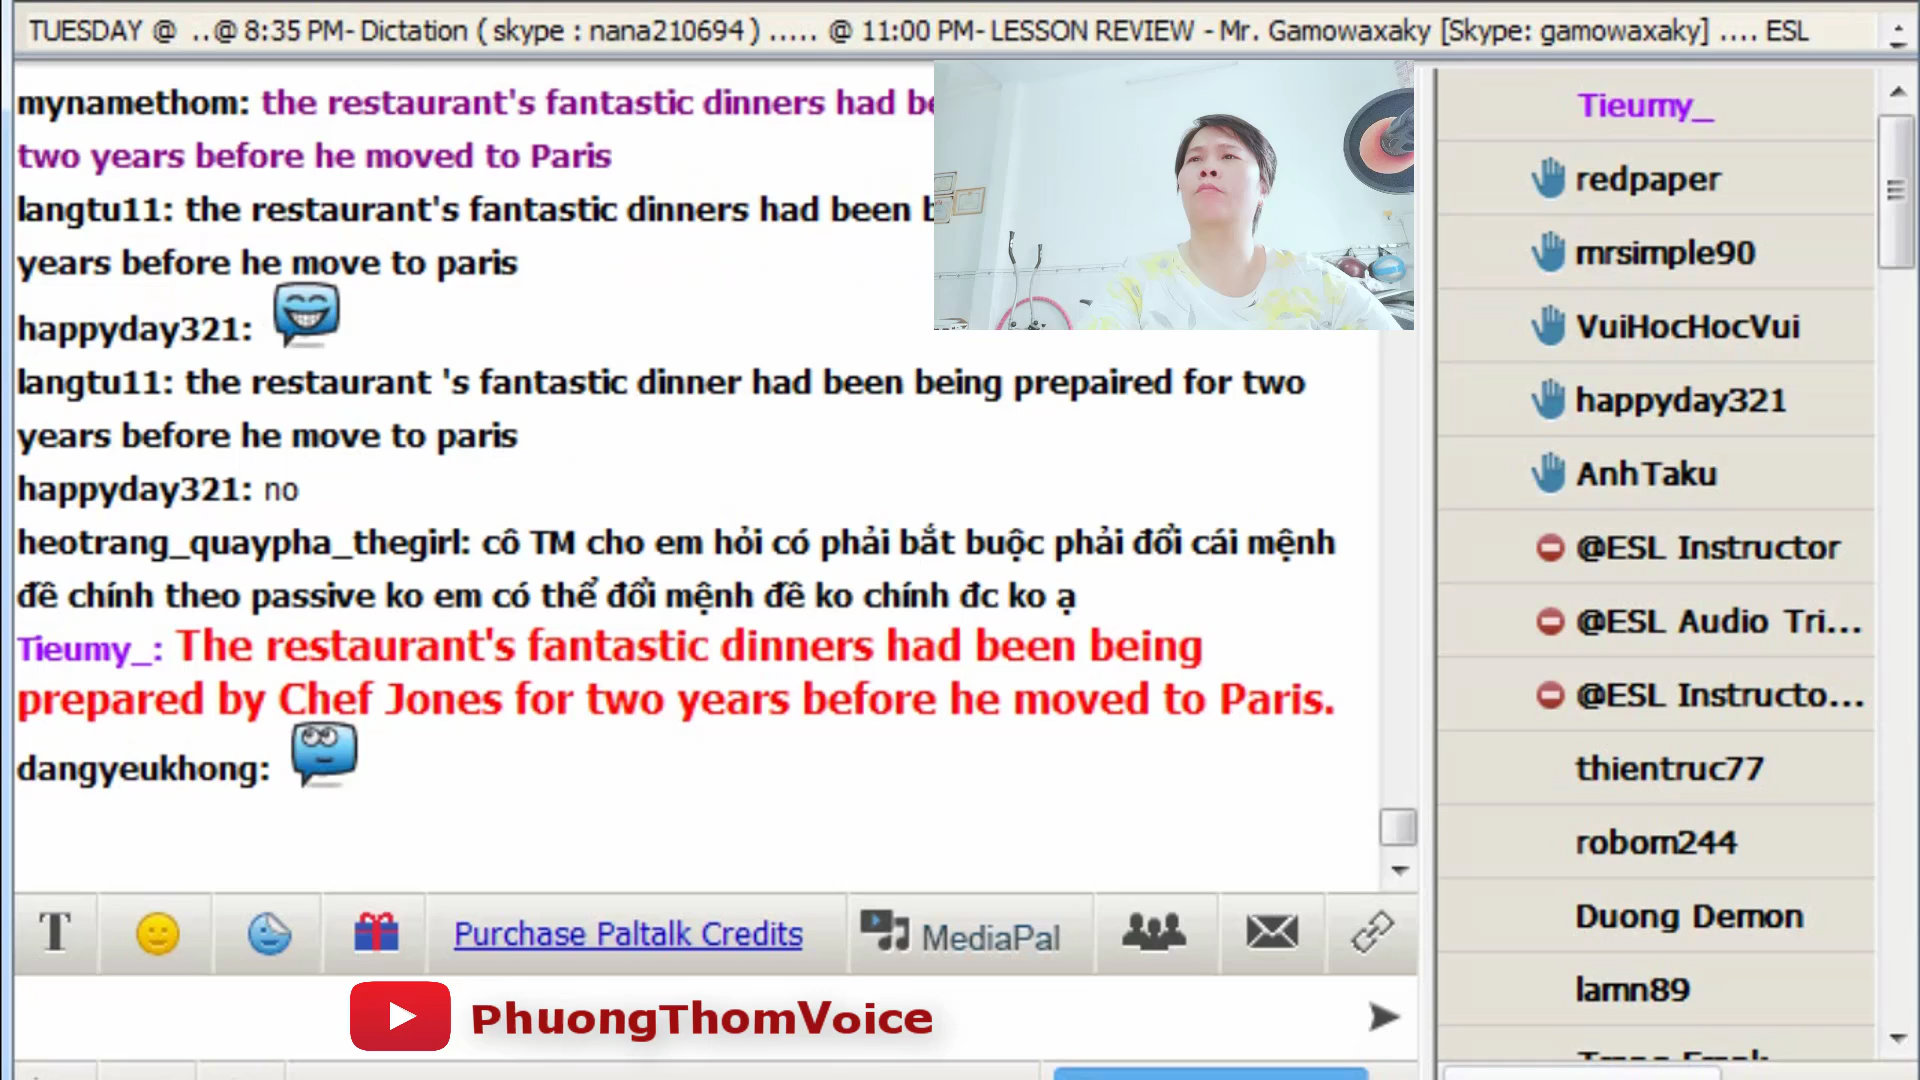 TUESDAY @ ..@ 8:35 PM- Dictation ( skype : nana210694 ) ..... @ 11:00 PM- LESSON REVIEW - Mr. Gamowaxaky [Skype: gamowaxaky] .... ESL
mynamethom: the restaurant's fantastic dinners had
two years before he moved to Paris
langtu11: the restaurant's fantastic dinners had been
years before he move to paris
happyday321:
langtu11: the restaurant 's fantastic dinner had been being prepaired for two
years before he move to paris
happyday321: no
heotrang_quaypha_thegirl: cô TM cho em hỏi có phải bắt buộc phải đổi cái mệnh
đề chính theo passive ko em có thể đổi mệnh đề ko chính đc ko ạ
Tieumy_: The restaurant's fantastic dinners had been being
prepared by Chef Jones for two years before he moved to Paris.
dangyeukhong:
T
Purchase Paltalk Credits
MediaPal
PhuongThomVoice
Tieumy_
redpaper
mrsimple90
VuiHocHocVui
happyday321
AnhTaku
@ESL Instructor
@ESL Audio Tri...
@ESL Instructo...
thientruc77
robom244
Duong Demon
lamn89